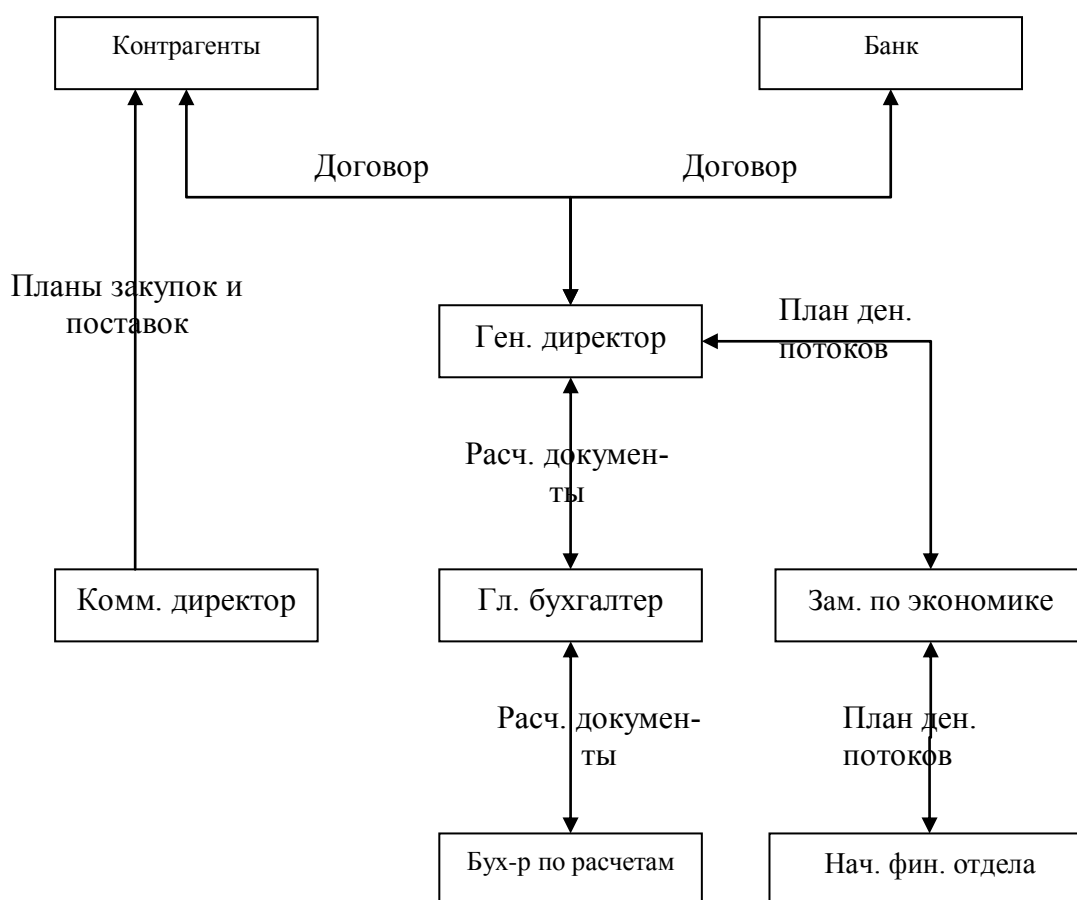 Контрагенты
Банк
Договор
Договор
Планы закупок и
поставок
Ген. директор
План ден.
потоков
Расч. докумен-
ты
Комм. директор
Гл. бухгалтер
Зам. по экономике
Расч. докумен-
ты
План ден.
потоков
Бух-р по расчетам
Нач. фин. отдела